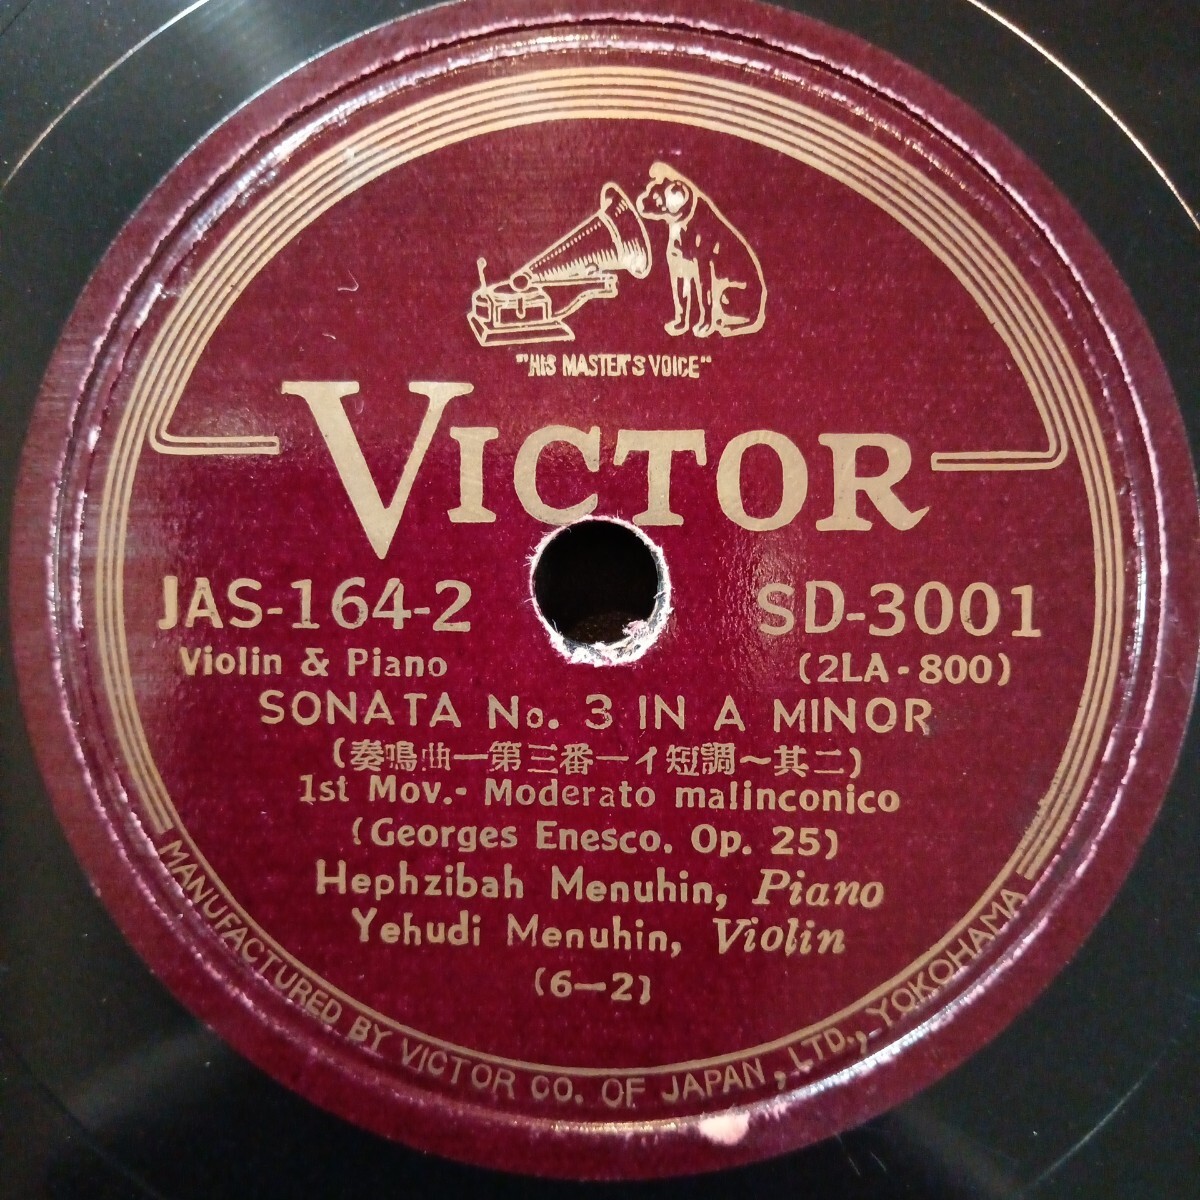 "HIS MASTER'S VOICE"
VICTOR
JAS-164-2
SD-3001
Violin & Piano
(2LA-800)
SONATA No. 3 IN A MINOR
(奏鳴曲—第三番—イ短調〜其二)
1st Mov.- Moderato malinconico
(Georges Enesco. Op. 25)
Hephzibah Menuhin, Piano
Yehudi Menuhin, Violin
(6—2)
MANUFACTURED BY VICTOR CO. OF JAPAN, LTD., YOKOHAMA